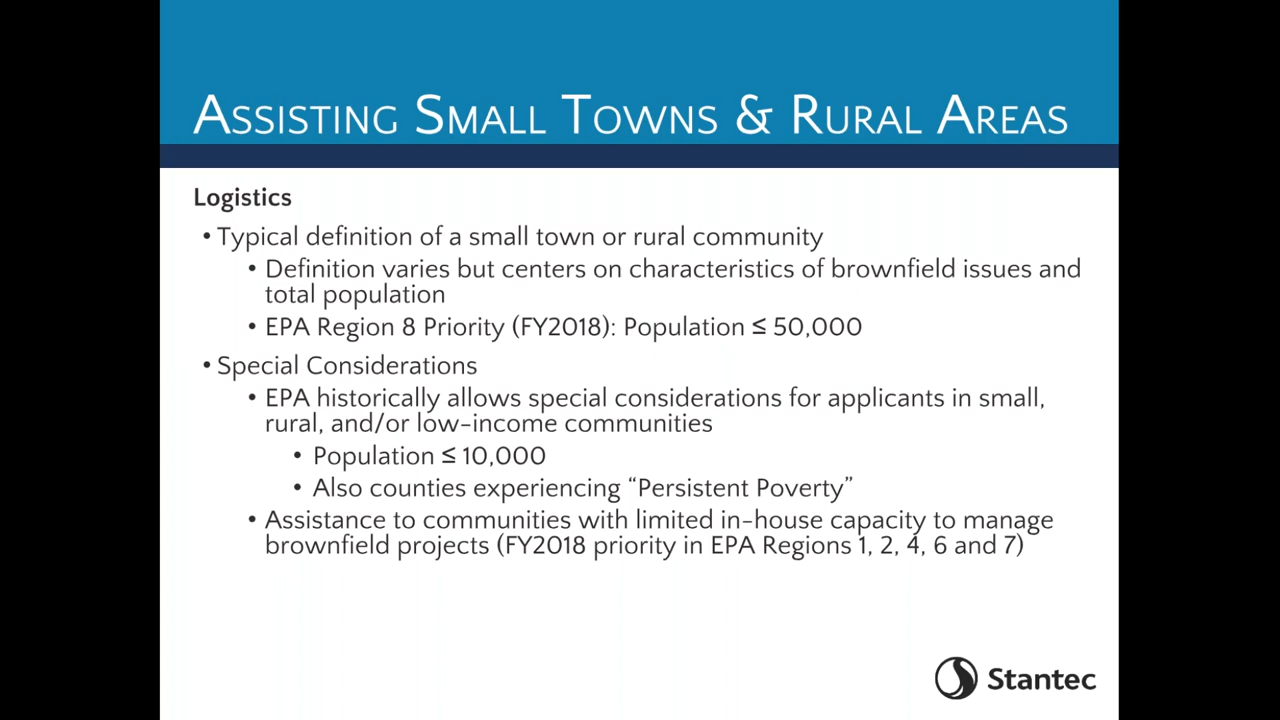 ASSISTING SMALL TOWNS & RURAL AREAS
Logistics
• Typical definition of a small town or rural community
• Definition varies but centers on characteristics of brownfield issues and
total population
• EPA Region 8 Priority (FY2018): Population ≤ 50,000
• Special Considerations
• EPA historically allows special considerations for applicants in small,
rural, and/or low-income communities
• Population ≤ 10,000
• Also counties experiencing “Persistent Poverty”
• Assistance to communities with limited in-house capacity to manage
brownfield projects (FY2018 priority in EPA Regions 1, 2, 4, 6 and 7)
Stantec